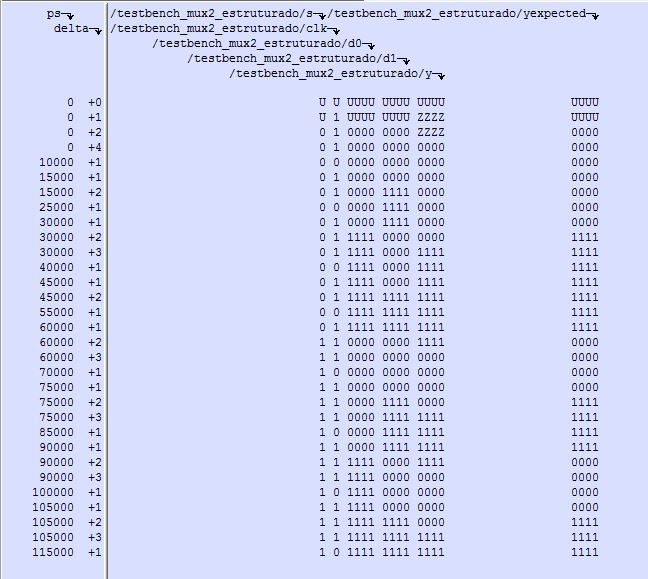 ps /testbench_mux2_estruturado/s /testbench_mux2_estruturado/yexpected
delta /testbench_mux2_estruturado/clk
/testbench_mux2_estruturado/d0
/testbench_mux2_estruturado/d1
/testbench_mux2_estruturado/y
0 +0 U U UUUU UUUU UUUU UUUU
0 +1 U 1 UUUU UUUU ZZZZ UUUU
0 +2 0 1 0000 0000 ZZZZ 0000
0 +4 0 1 0000 0000 0000 0000
10000 +1 0 0 0000 0000 0000 0000
15000 +1 0 1 0000 0000 0000 0000
15000 +2 0 1 0000 1111 0000 0000
25000 +1 0 0 0000 1111 0000 0000
30000 +1 0 1 0000 1111 0000 0000
30000 +2 0 1 1111 0000 0000 1111
30000 +3 0 1 1111 0000 1111 1111
40000 +1 0 0 1111 0000 1111 1111
45000 +1 0 1 1111 0000 1111 1111
45000 +2 0 1 1111 1111 1111 1111
55000 +1 0 0 1111 1111 1111 1111
60000 +1 0 1 1111 1111 1111 1111
60000 +2 1 1 0000 0000 1111 0000
60000 +3 1 1 0000 0000 0000 0000
70000 +1 1 0 0000 0000 0000 0000
75000 +1 1 1 0000 0000 0000 0000
75000 +2 1 1 0000 1111 0000 1111
75000 +3 1 1 0000 1111 1111 1111
85000 +1 1 0 0000 1111 1111 1111
90000 +1 1 1 0000 1111 1111 1111
90000 +2 1 1 1111 0000 1111 0000
90000 +3 1 1 1111 0000 0000 0000
100000 +1 1 0 1111 0000 0000 0000
105000 +1 1 1 1111 0000 0000 0000
105000 +2 1 1 1111 1111 0000 1111
105000 +3 1 1 1111 1111 1111 1111
115000 +1 1 0 1111 1111 1111 1111